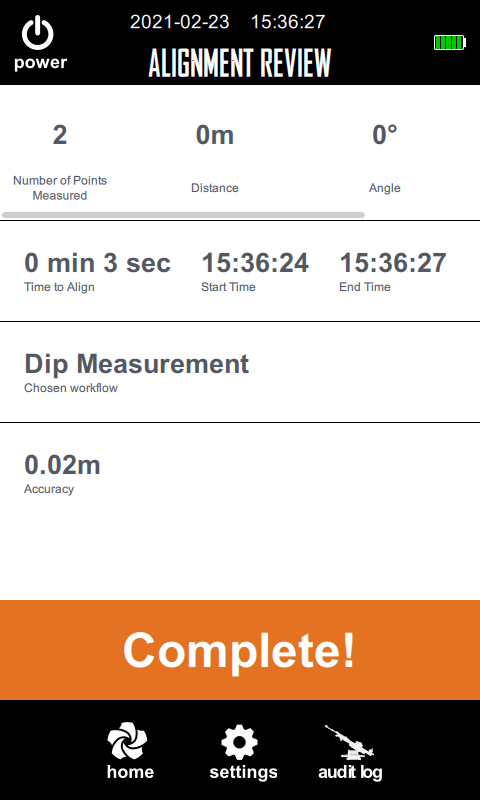 2021-02-23 15:36:27
power
ALIGNMENT REVIEW
2
0m
0°
Number of Points
Measured
Distance
Angle
0 min 3 sec
15:36:24
15:36:27
Time to Align
Start Time
End Time
Dip Measurement
Chosen workflow
0.02m
Accuracy
Complete!
home
settings
audit log